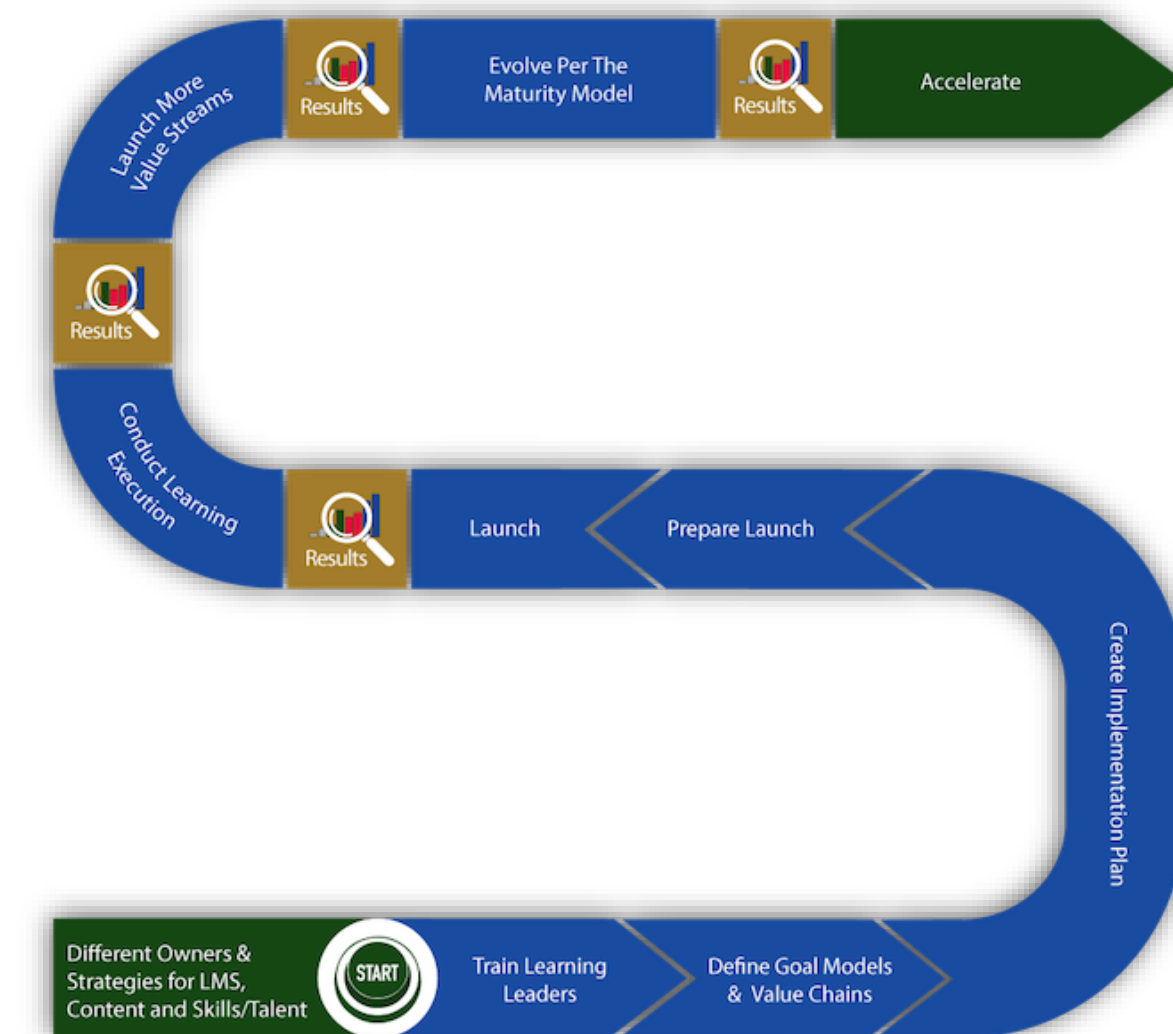 Launch More
Value Streams
Results
Evolve Per The
Maturity Model
Results
Accelerate
Results
Conduct Learning
Execution
Results
Launch
Prepare Launch
Create Implementation Plan
Different Owners &
Strategies for LMS,
Content and Skills/Talent
START
Train Learning
Leaders
Define Goal Models
& Value Chains